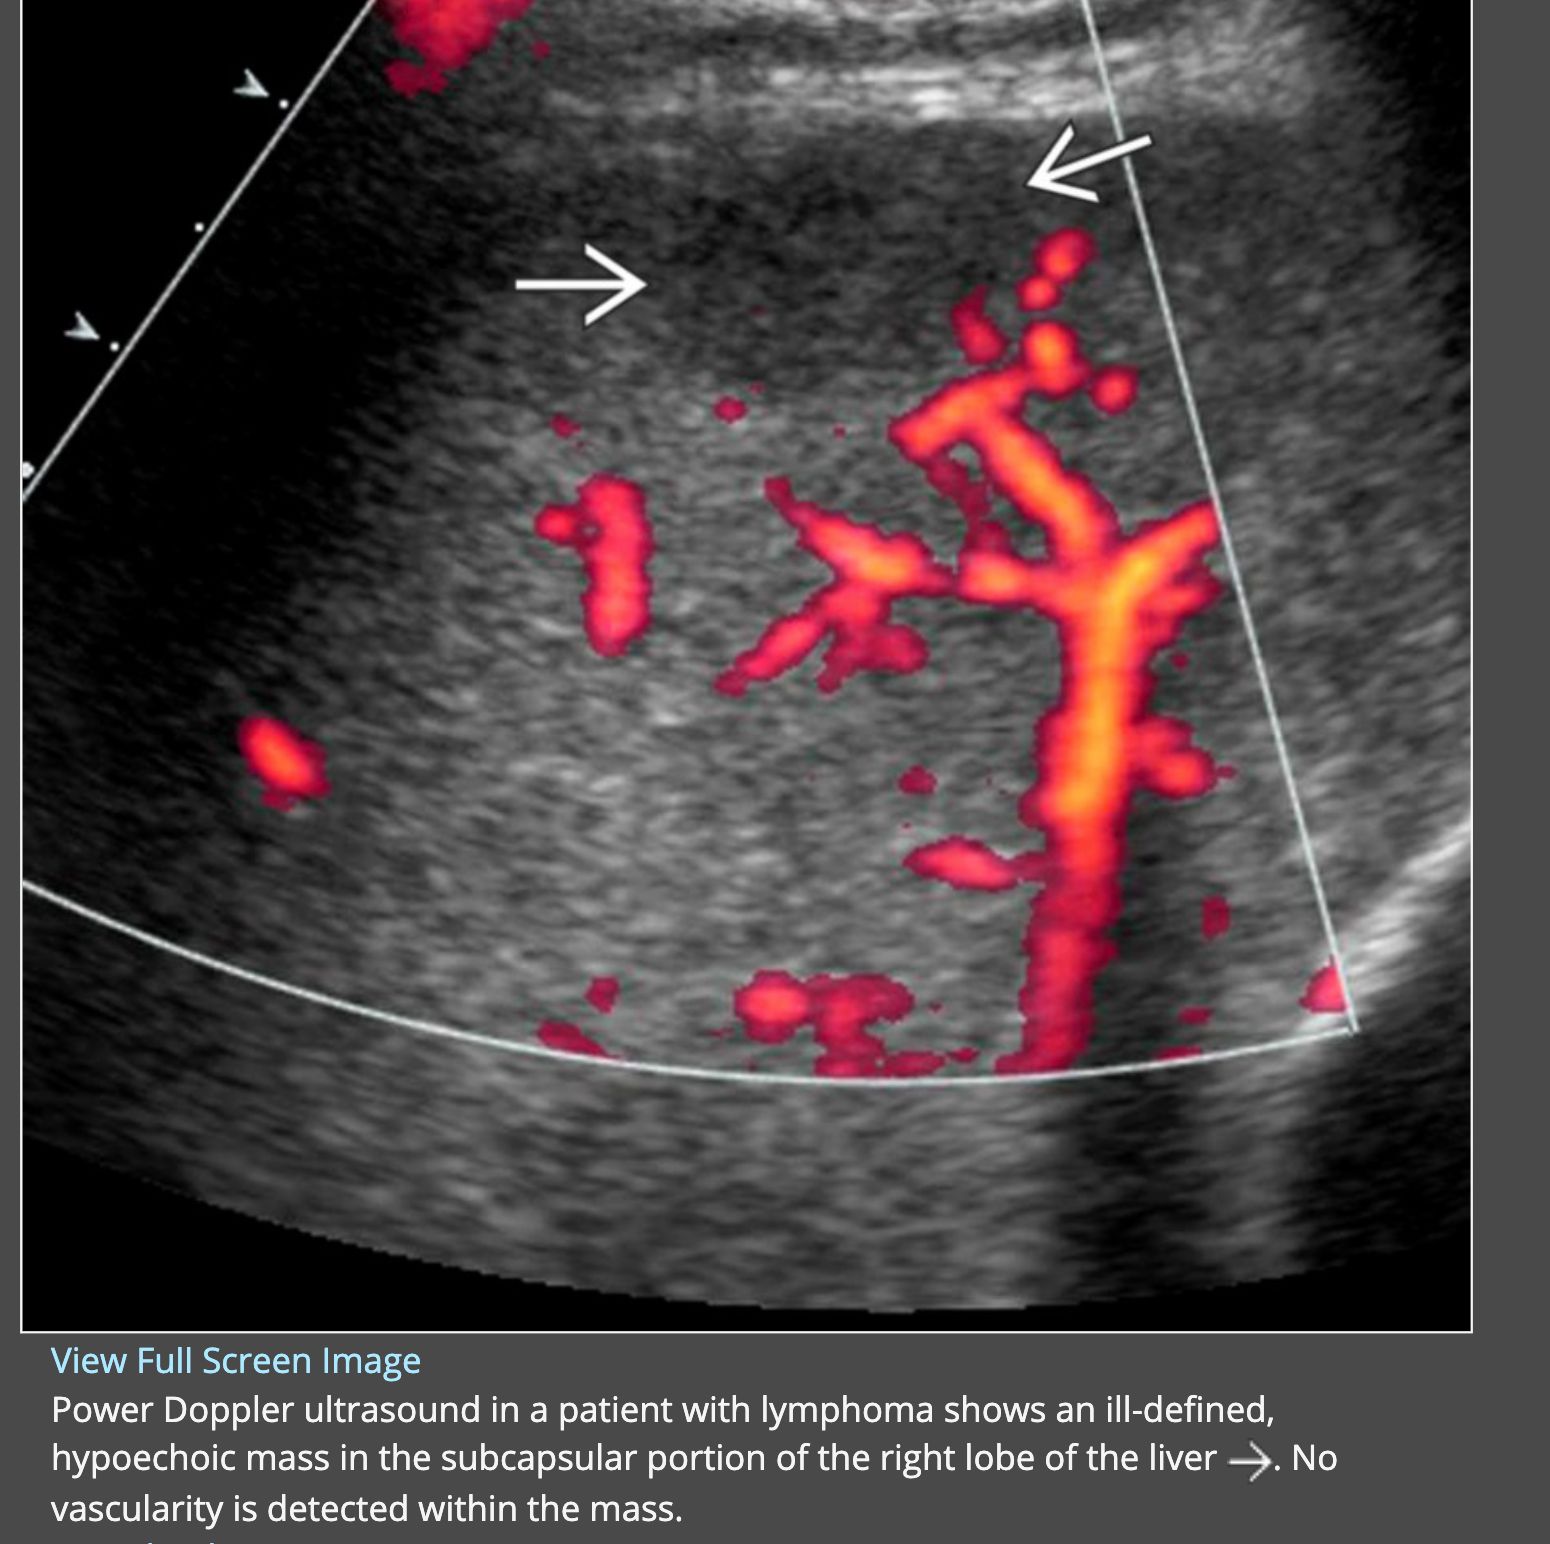 View Full Screen Image
Power Doppler ultrasound in a patient with lymphoma shows an ill-defined,
hypoechoic mass in the subcapsular portion of the right lobe of the liver →. No
vascularity is detected within the mass.